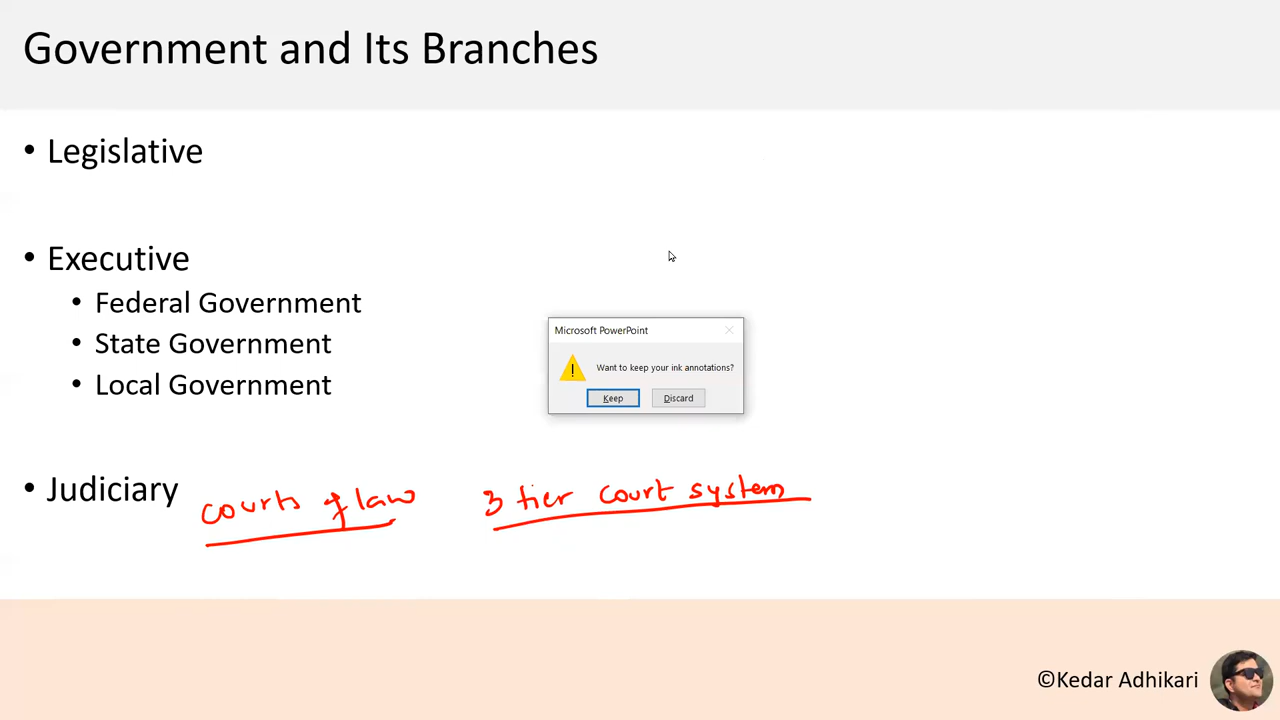 Government and Its Branches
• Legislative
• Executive
• Federal Government
• State Government
• Local Government
Microsoft PowerPoint
Want to keep your ink annotations?
Keep Discard
• Judiciary courts of law 3 tier court system
©Kedar Adhikari